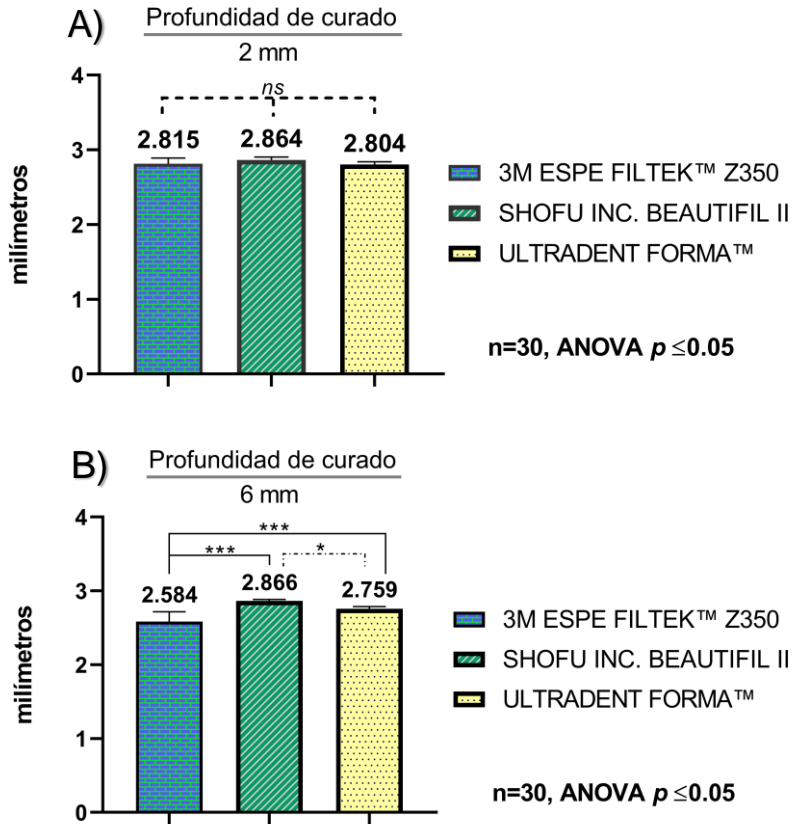 A)
Profundidad de curado
2 mm
4
3
2
1
0
milímetros
ns
2.815
2.864
2.804
3M ESPE FILTEK™ Z350
SHOFU INC. BEAUTIFIL II
ULTRADENT FORMA™
n=30, ANOVA p ≤0.05
B)
Profundidad de curado
6 mm
4
3
2
1
0
milímetros
***
***
*
2.584
2.866
2.759
3M ESPE FILTEK™ Z350
SHOFU INC. BEAUTIFIL II
ULTRADENT FORMA™
n=30, ANOVA p ≤0.05